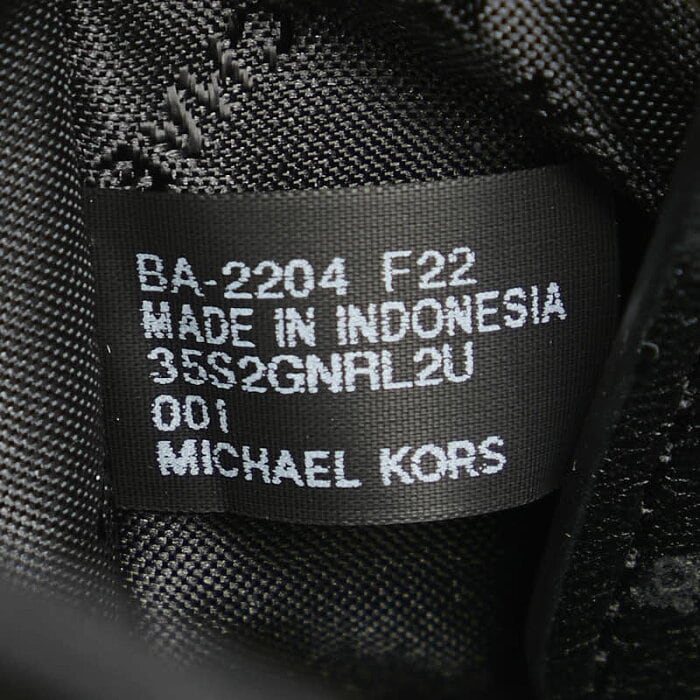 BA-2204 F22
MADE IN INDONESIA
35S2GNRL2U
001
MICHAEL KORS